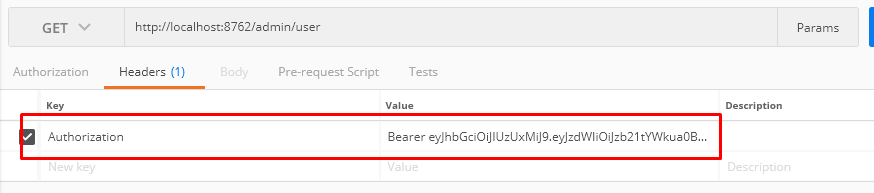 GET http://localhost:8762/admin/user Params
Authorization Headers (1) Body Pre-request Script Tests
Key Value Description
Authorization Bearer eyJhbGciOiJIUzUxMiJ9.eyJzdWIiOiJzb21tYWkua0B...
New key Value Description